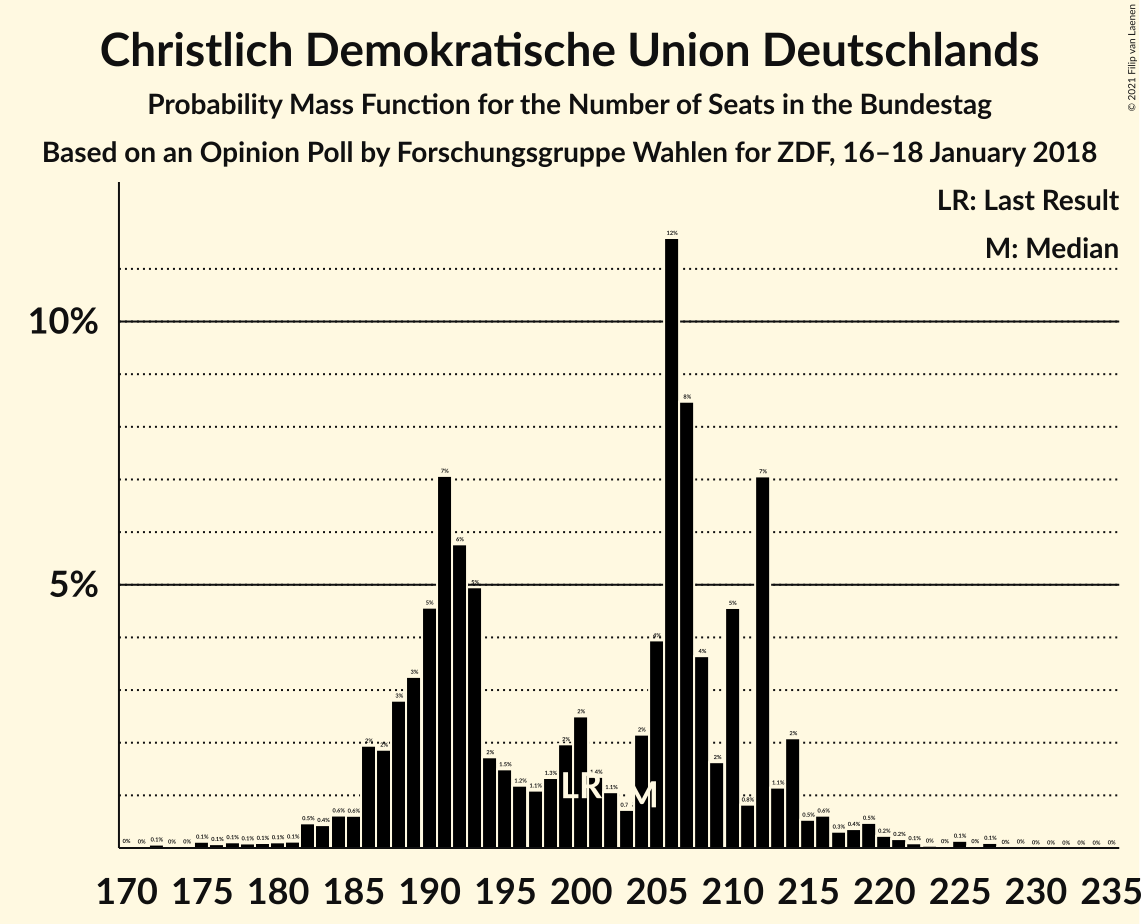 Christlich Demokratische Union Deutschlands
Probability Mass Function for the Number of Seats in the Bundestag
Based on an Opinion Poll by Forschungsgruppe Wahlen for ZDF, 16–18 January 2018
© 2021 Filip van Laenen
LR: Last Result
M: Median
10%
5%
0% 0% 0.1% 0% 0% 0.1% 0.1% 0.1% 0.1% 0.1% 0.1% 0.1% 0.5% 0.4% 0.6% 0.6% 2% 2% 3% 3% 5% 7% 6% 5% 2% 1.5% 1.2% 1.1% 1.3% 2% 2% 1.4% 1.1% 0.7 2% 4% 12% 8% 4% 2% 5% 0.8% 7% 1.1% 2% 0.5% 0.6% 0.3% 0.4% 0.5% 0.2% 0.2% 0.1% 0% 0% 0.1% 0% 0.1% 0% 0% 0% 0% 0% 0% 0% 0%
LR M
170 175 180 185 190 195 200 205 210 215 220 225 230 235